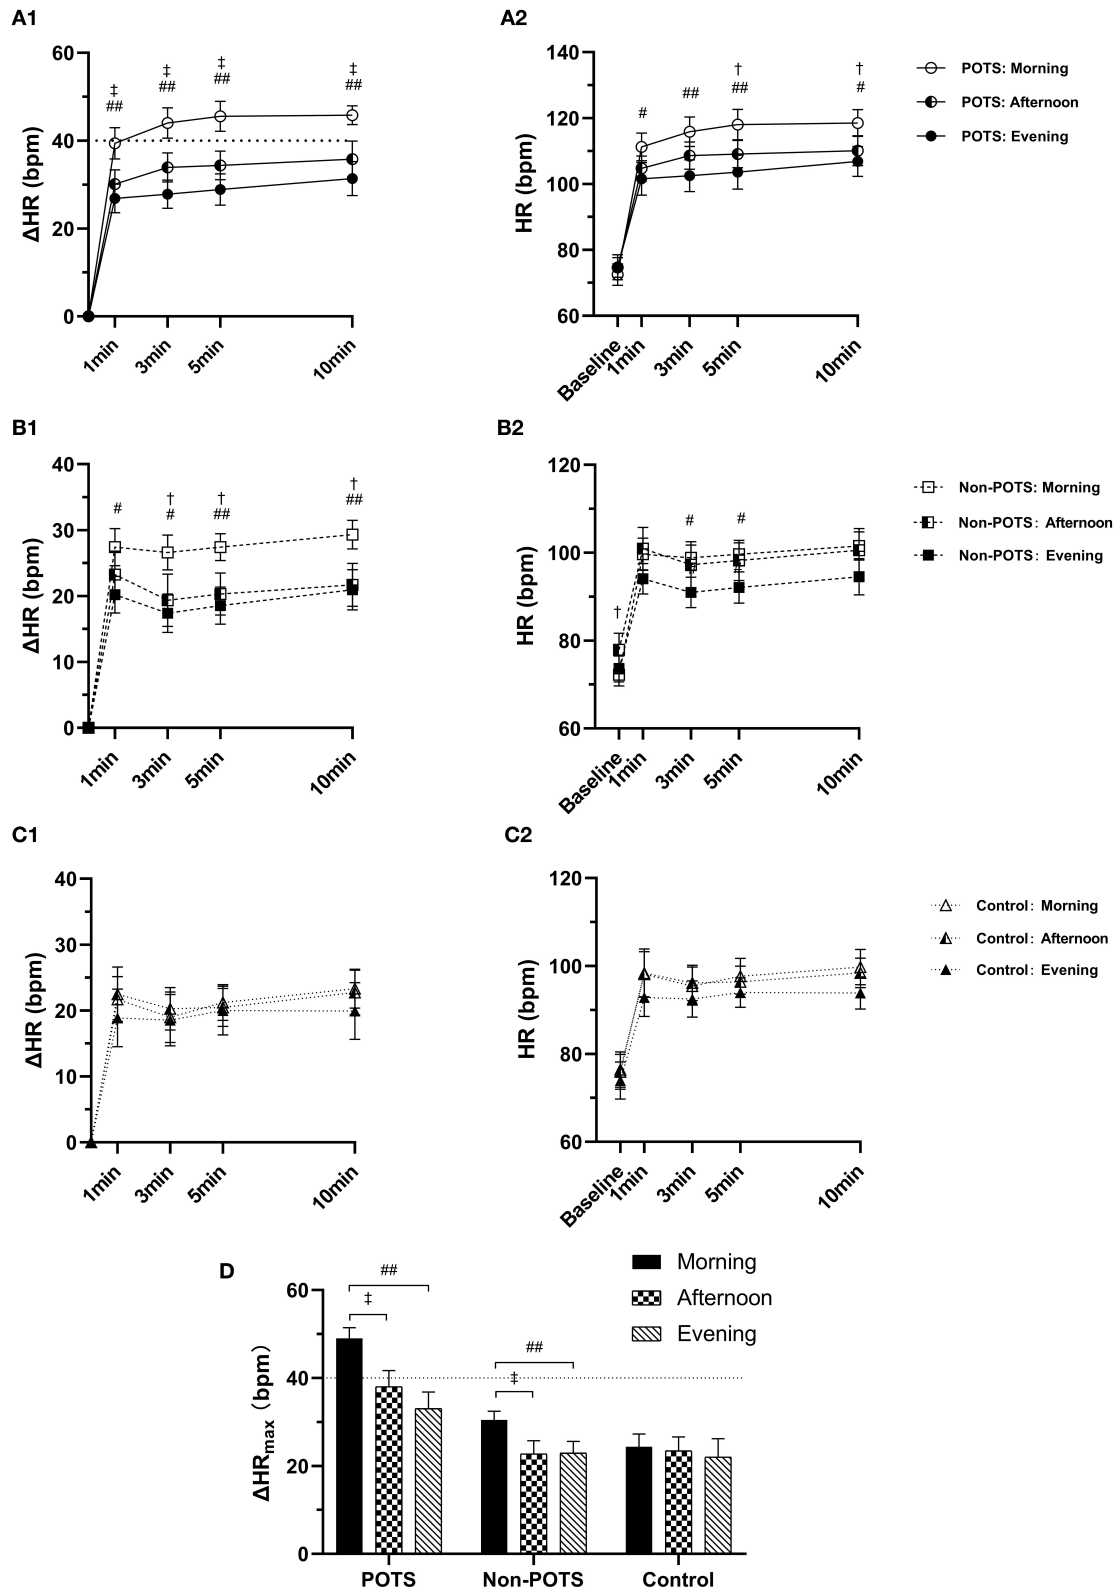 A1
60
40
20
0
ΔHR (bpm)
‡
##
‡
##
‡
##
‡
##
1min
3min
5min
10min
A2
140
120
100
80
60
HR (bpm)
#
##
†
##
†
#
Baseline
1min
3min
5min
10min
POTS: Morning
POTS: Afternoon
POTS: Evening
B1
40
30
20
10
0
ΔHR (bpm)
#
†
#
†
##
†
##
1min
3min
5min
10min
B2
120
100
80
60
HR (bpm)
†
#
#
Baseline
1min
3min
5min
10min
Non-POTS: Morning
Non-POTS: Afternoon
Non-POTS: Evening
C1
40
30
20
10
0
ΔHR (bpm)
1min
3min
5min
10min
C2
120
100
80
60
HR (bpm)
Baseline
1min
3min
5min
10min
Control: Morning
Control: Afternoon
Control: Evening
D
Morning
Afternoon
Evening
60
40
20
0
ΔHRmax (bpm)
##
‡
##
‡
POTS
Non-POTS
Control